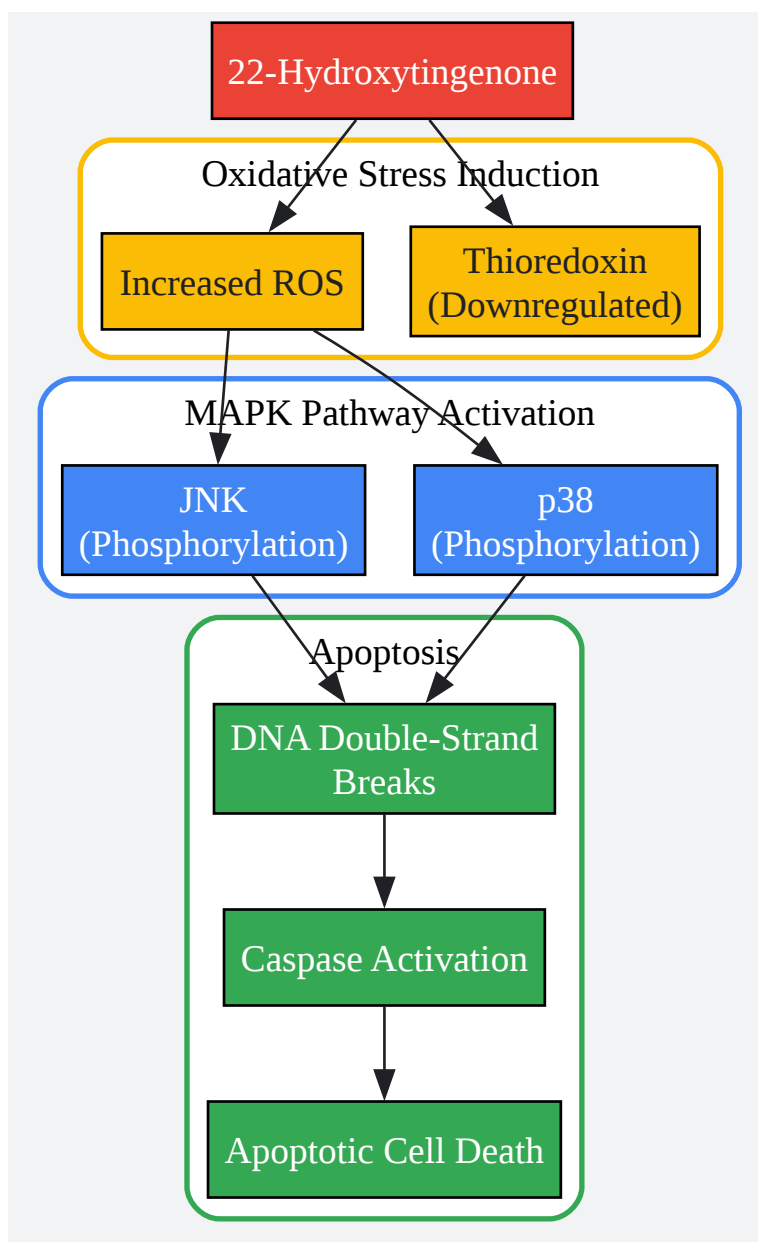 22-Hydroxytingenone
Oxidative Stress Induction
Increased ROS
Thioredoxin
(Downregulated)
MAPK Pathway Activation
JNK
(Phosphorylation)
p38
(Phosphorylation)
Apoptosis
DNA Double-Strand
Breaks
Caspase Activation
Apoptotic Cell Death